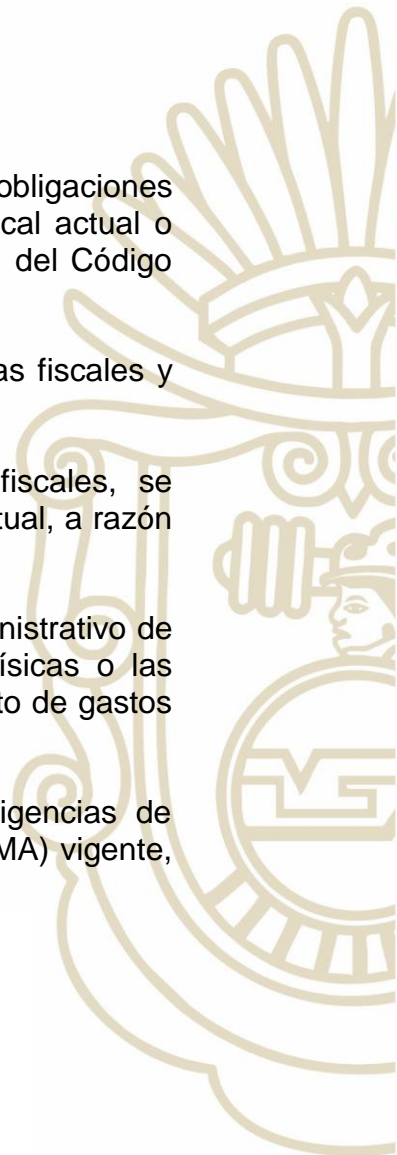 obligaciones
cal actual o
del Código
as fiscales y
fiscales, se
tual, a razón
nistrativo de
ísicas o las
to de gastos
igencias de
MA) vigente,